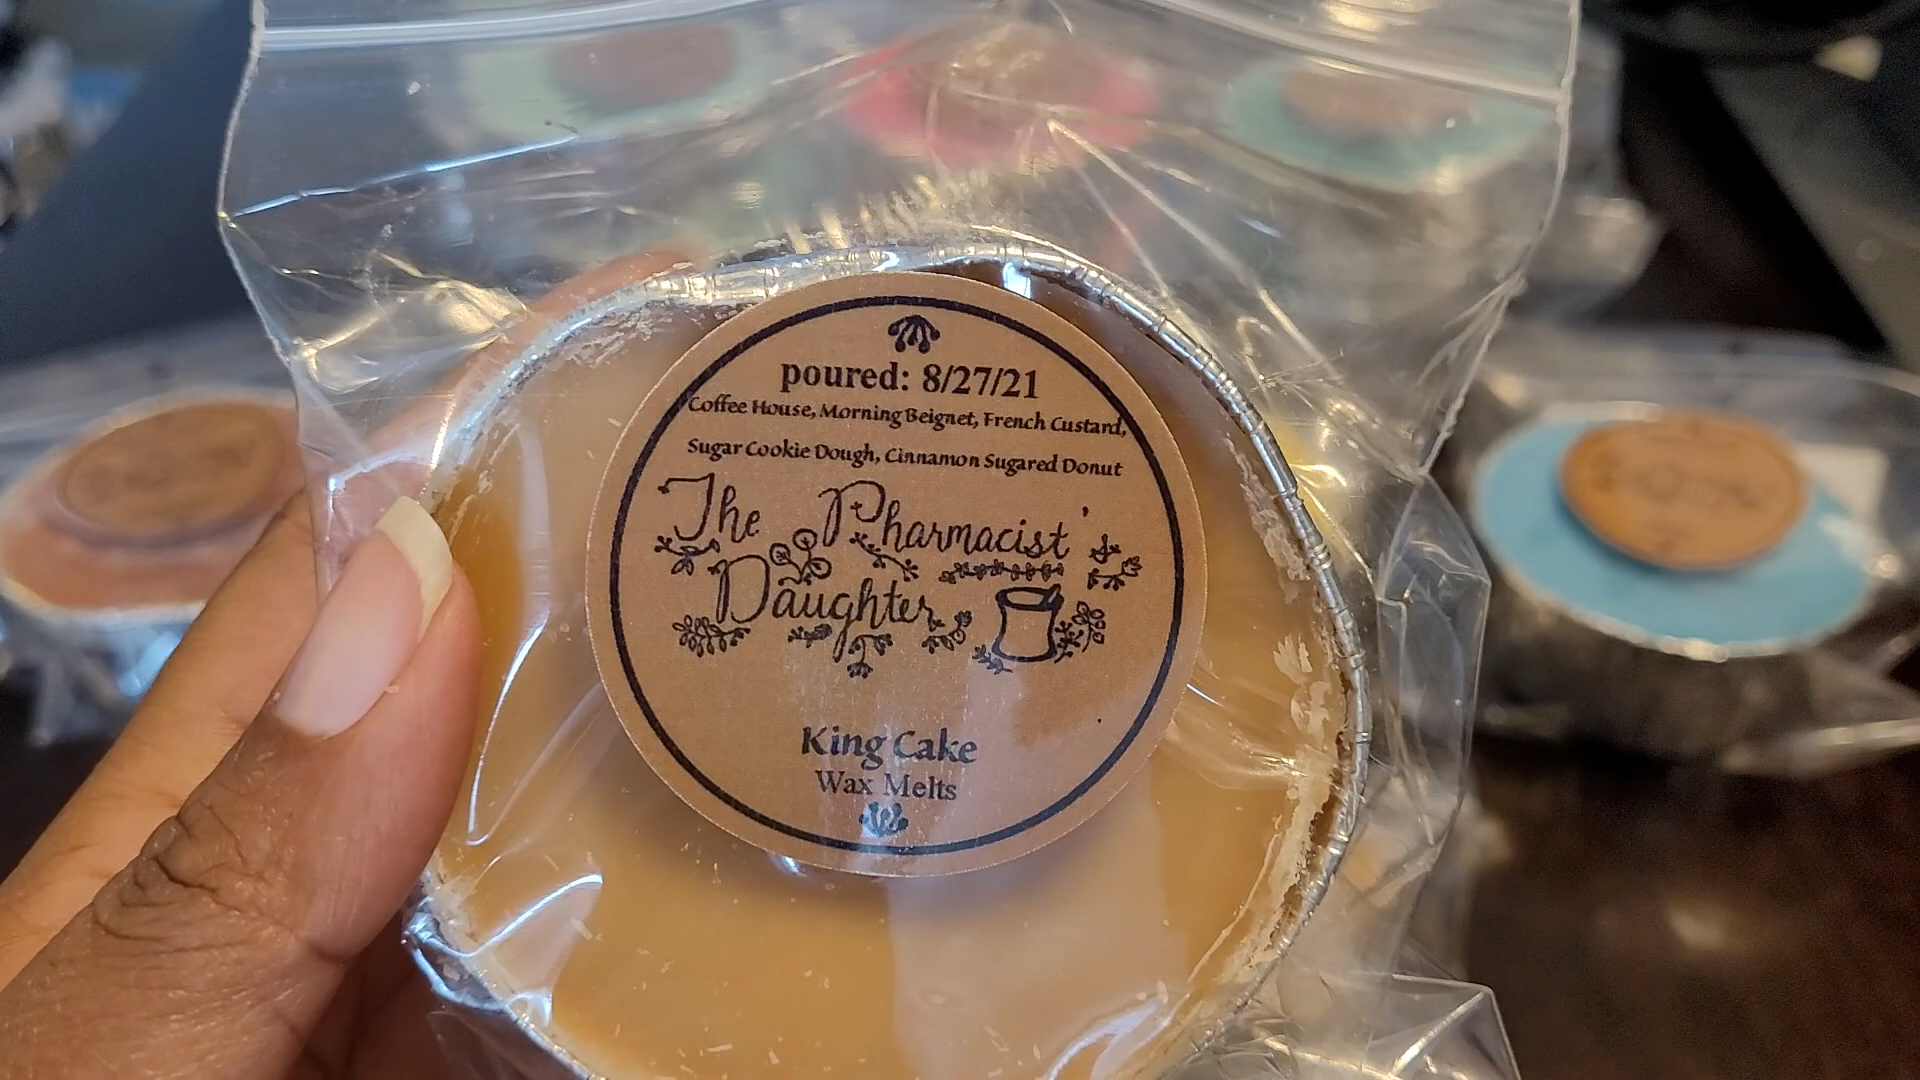 poured: 8/27/21
Coffee House, Morning Beignet, French Custard,
Sugar Cookie Dough, Cinnamon Sugared Donut
The Pharmacist's
Daughter
King Cake
Wax Melts